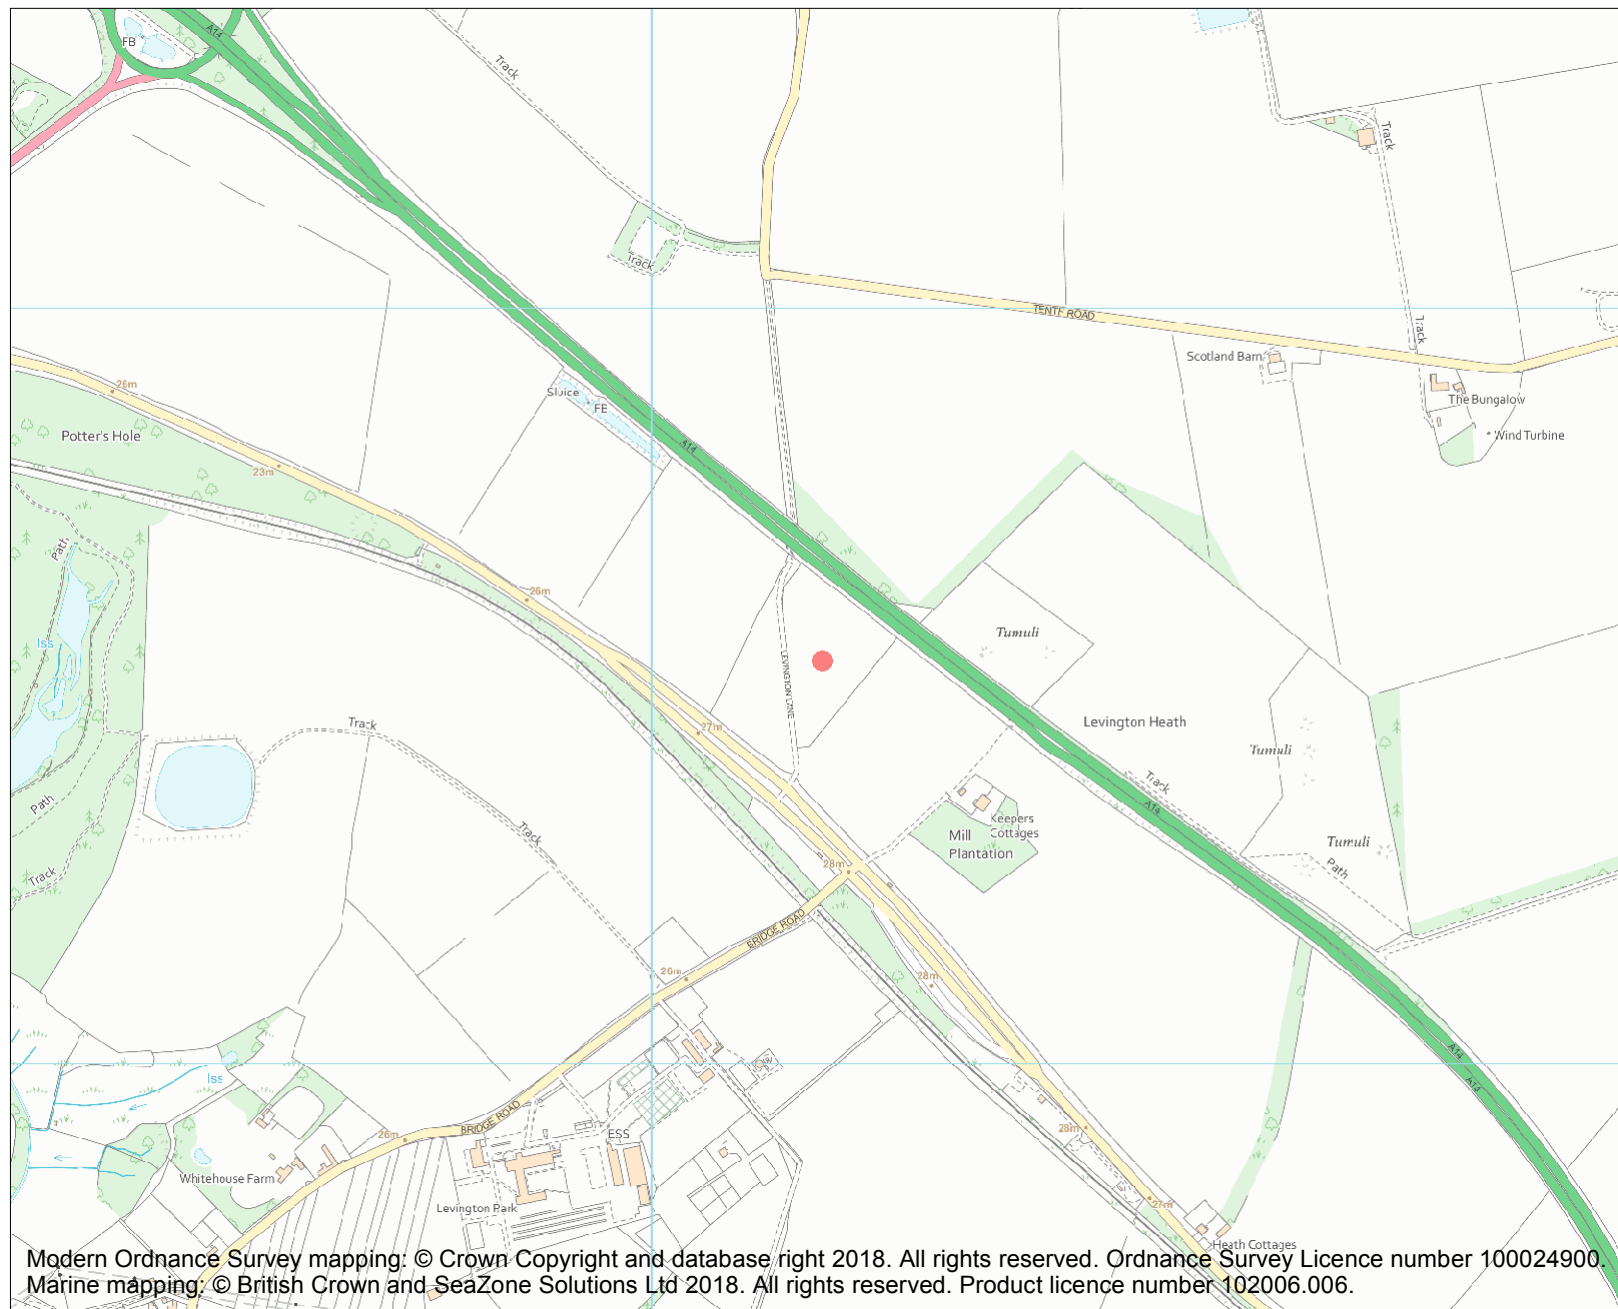 A14
FB
Track
Track
Track
TENTF ROAD
Track
Scotland Barn
The Bungalow
Wind Turbine
26m
Sluice
FB
A14
Potter's Hole
23m
Path
26m
Iss
Tumuli
LEVINGTON LANE
Levington Heath
27m
Track
Tumuli
Track
A14
Path
Track
Keepers
Cottages
Mill
Plantation
Tumuli
Path
28m
Track
BRIDGE ROAD
26m
28m
A14
A14
Iss
BRIDGE ROAD
ESS
26m
28m
Whitehouse Farm
Levington Park
27m
Heath Cottages
Modern Ordnance Survey mapping: © Crown Copyright and database right 2018. All rights reserved. Ordnance Survey Licence number 100024900.
Marine mapping: © British Crown and SeaZone Solutions Ltd 2018. All rights reserved. Product licence number 102006.006.